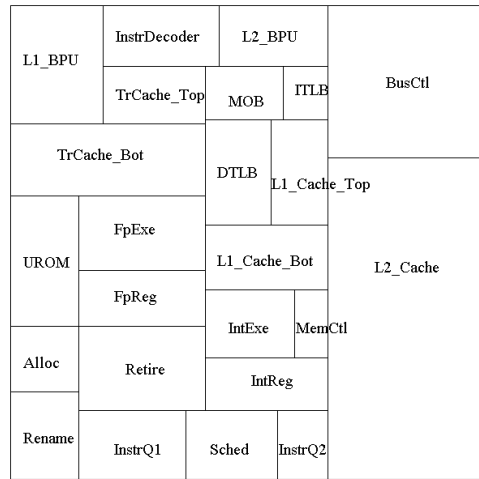 InstrDecoder
L2_BPU
L1_BPU
BusCtl
TrCache_Top
MOB
ITLB
TrCache_Bot
DTLB
L1_Cache_Top
FpExe
UROM
L1_Cache_Bot
L2_Cache
FpReg
IntExe
MemCtl
Alloc
Retire
IntReg
Rename
InstrQ1
Sched
InstrQ2